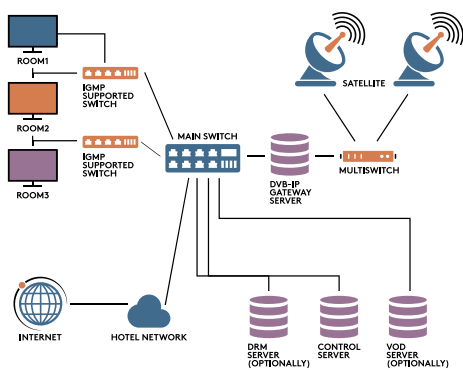 ROOM1
IGMP
SUPPORTED
SWITCH
SATELLITE
ROOM2
MAIN SWITCH
IGMP
SUPPORTED
SWITCH
MULTISWITCH
DVB-IP
GATEWAY
SERVER
ROOM3
INTERNET
HOTEL NETWORK
DRM
SERVER
(OPTIONALLY)
CONTROL
SERVER
VOD
SERVER
(OPTIONALLY)